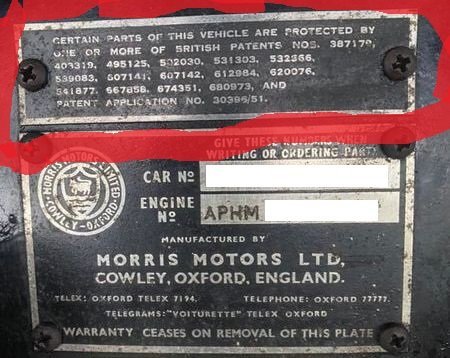 CERTAIN PARTS OF THIS VEHICLE ARE PROTECTED BY
ONE OR MORE OF BRITISH PATENTS NOS. 387179,
403319, 495125, 502030, 531303, 532366,
539083, 607141, 607142, 612984, 620076,
641877, 667858, 674351, 680973, AND
PATENT APPLICATION NO. 30396/51.
GIVE THESE NUMBERS WHEN
WRITING OR ORDERING PARTS
MORRIS MOTORS LIMITED
COWLEY-OXFORD
CAR Nº
ENGINE Nº APHM
MANUFACTURED BY
MORRIS MOTORS LTD,
COWLEY, OXFORD, ENGLAND.
TELEX: OXFORD TELEX 7194. TELEPHONE: OXFORD 77777.
TELEGRAMS:"VOITURETTE" TELEX OXFORD
WARRANTY CEASES ON REMOVAL OF THIS PLATE